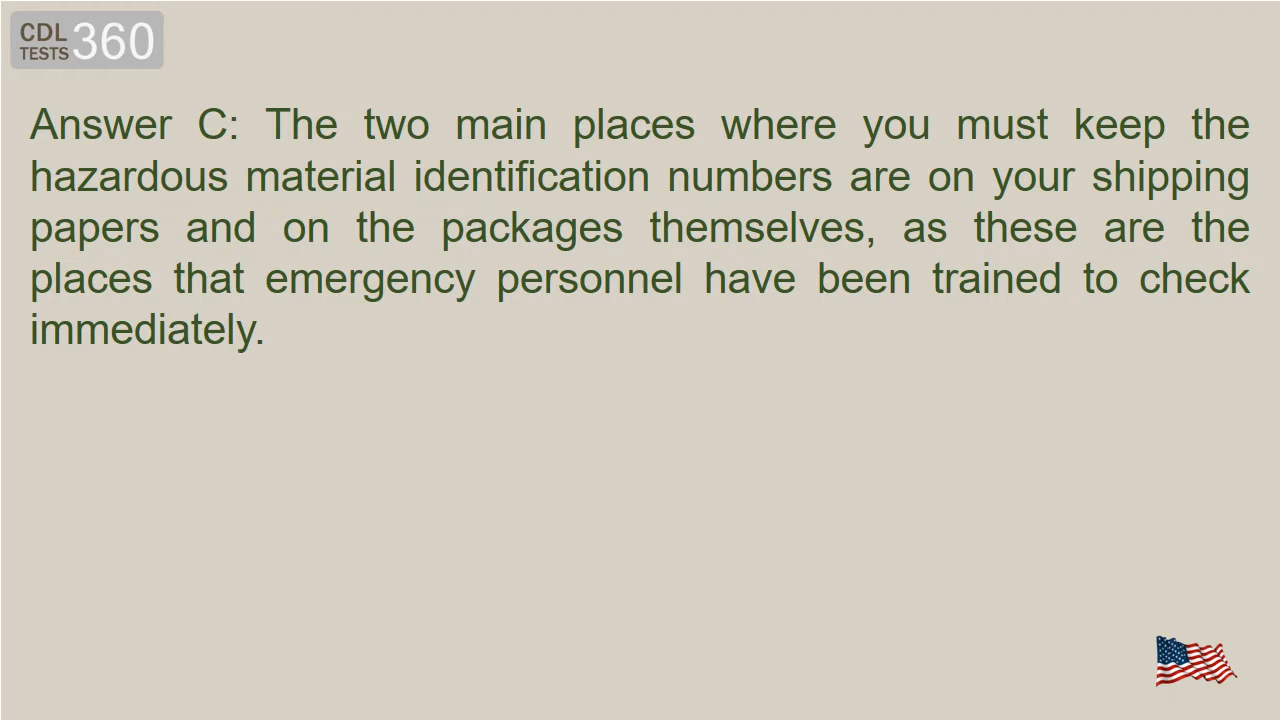 CDL
TESTS 360
Answer C: The two main places where you must keep the
hazardous material identification numbers are on your shipping
papers and on the packages themselves, as these are the
places that emergency personnel have been trained to check
immediately.